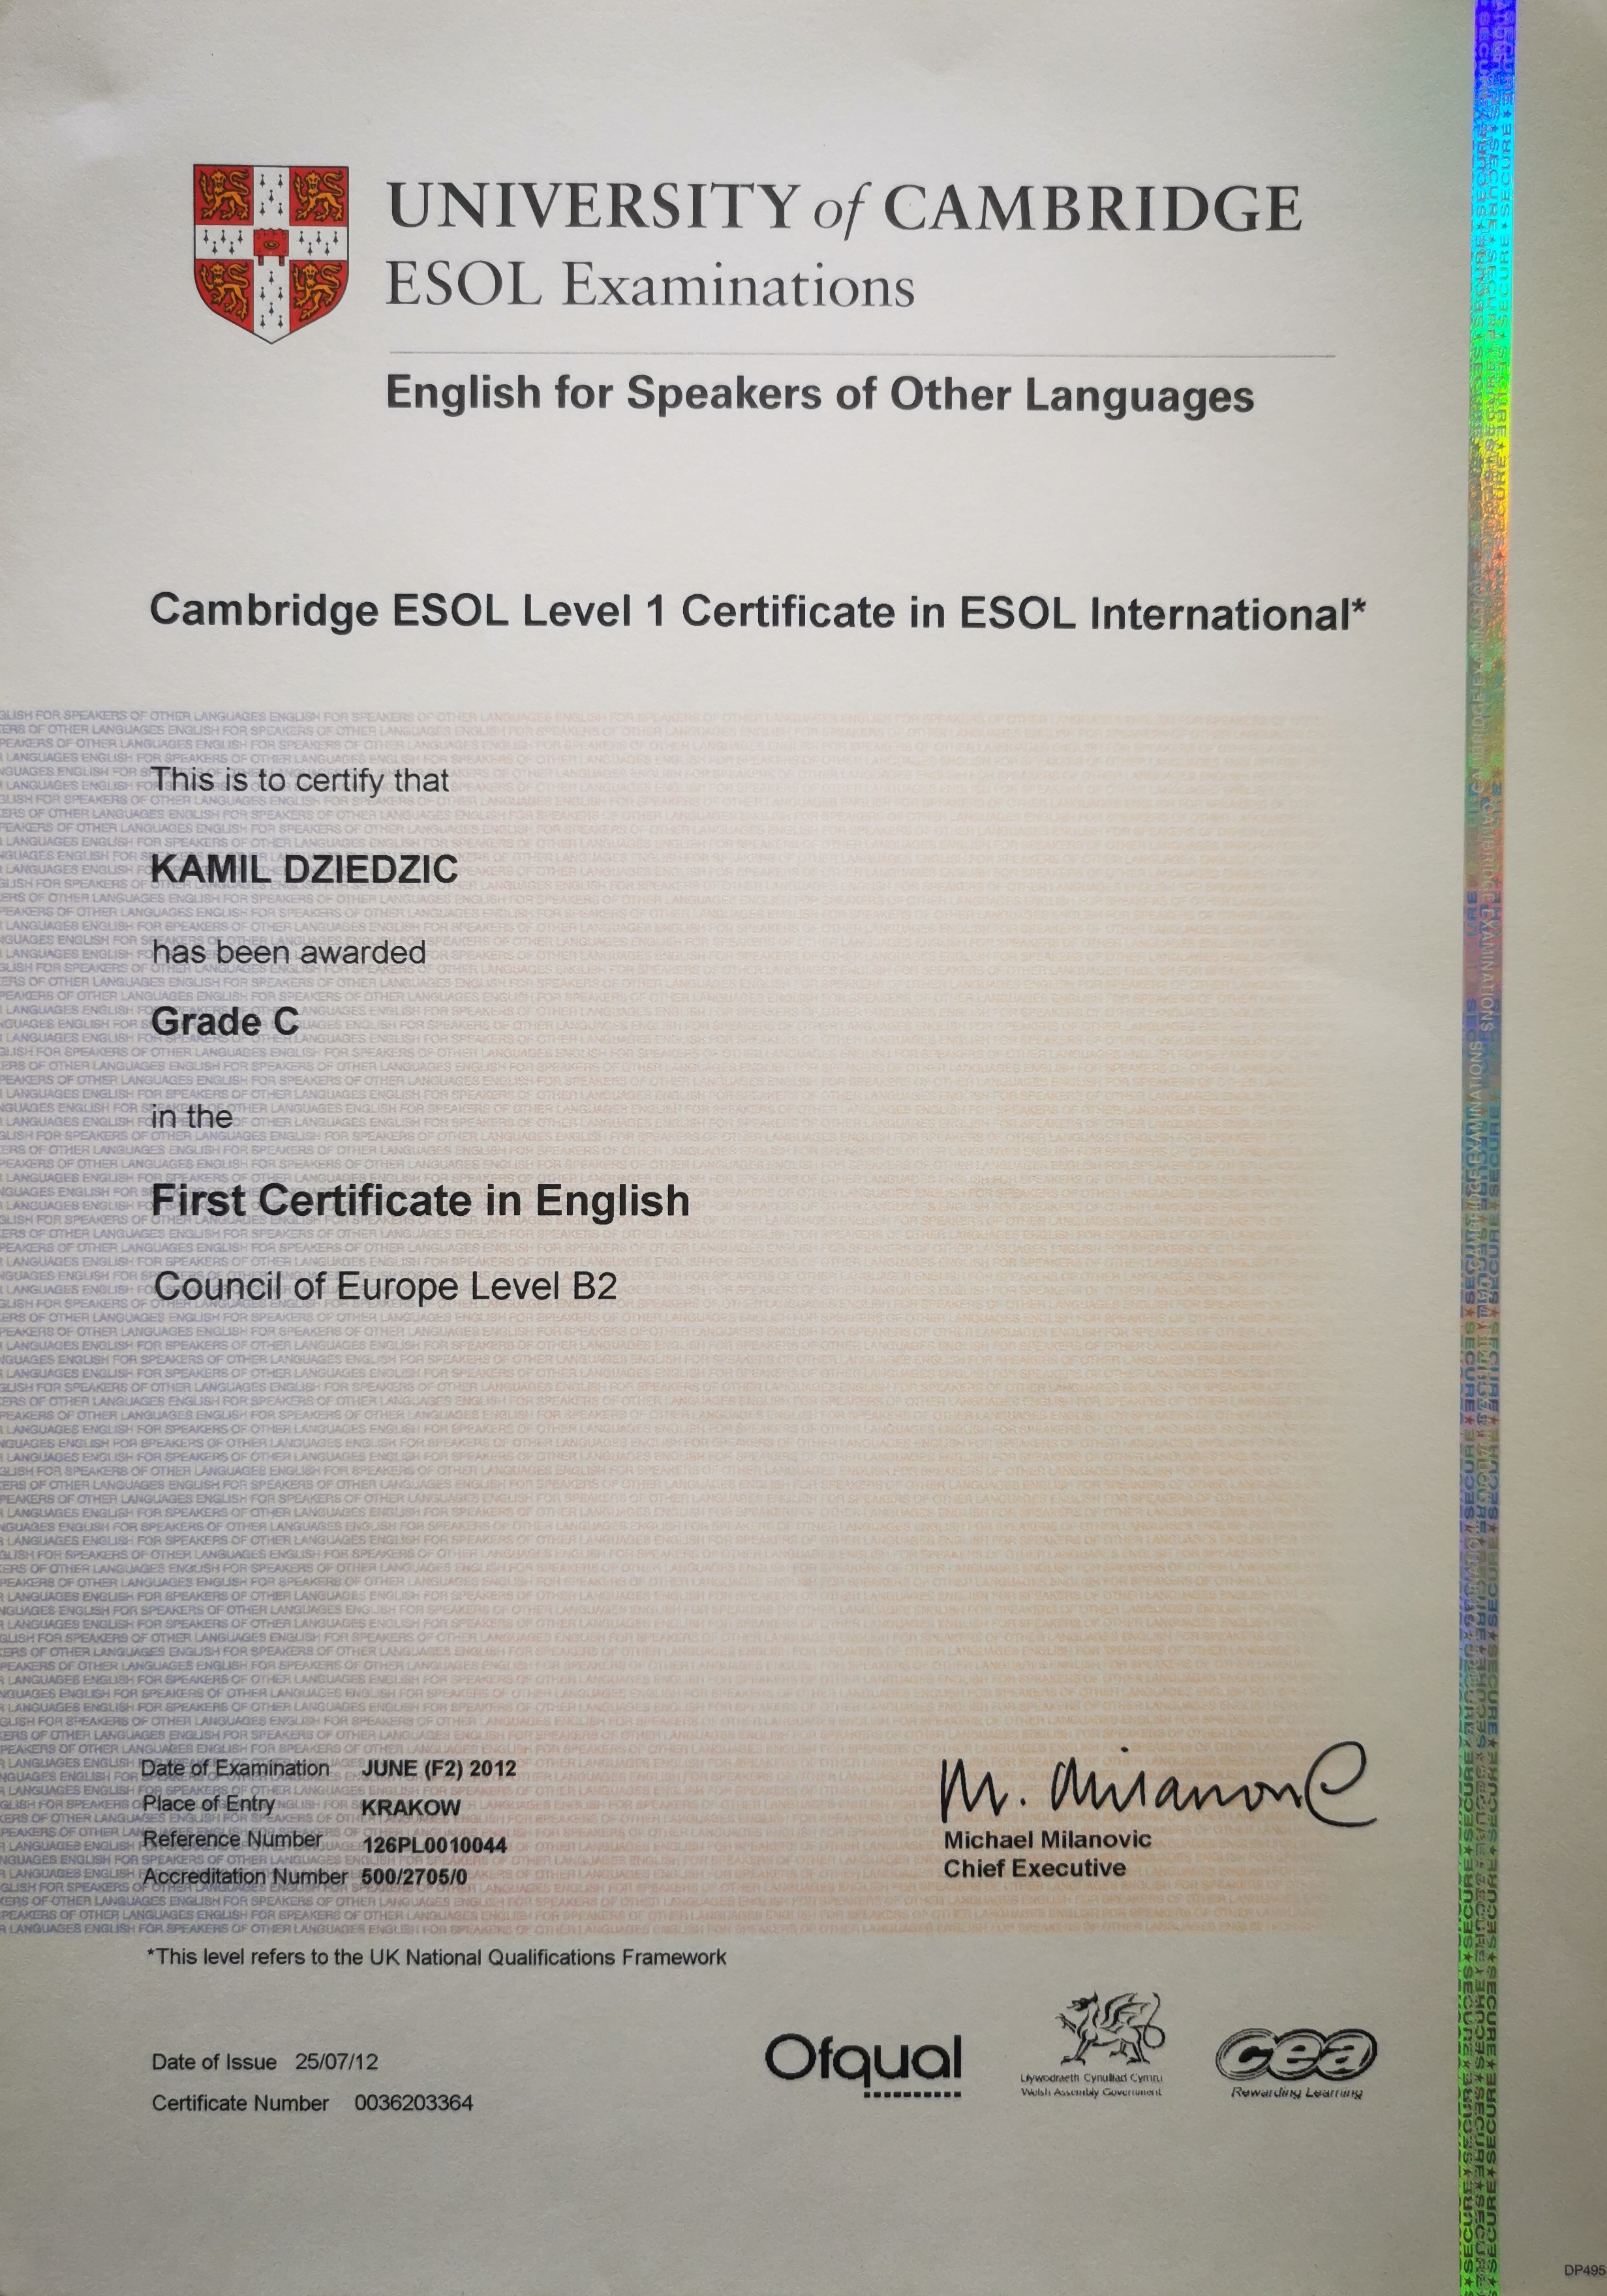 UNIVERSITY of CAMBRIDGE
ESOL Examinations
English for Speakers of Other Languages
Cambridge ESOL Level 1 Certificate in ESOL International*
This is to certify that
KAMIL DZIEDZIC
has been awarded
Grade C
in the
First Certificate in English
Council of Europe Level B2
Date of Examination JUNE (F2) 2012
Place of Entry KRAKOW
Reference Number 126PL0010044
Accreditation Number 500/2705/0
M. Milanovic
Michael Milanovic
Chief Executive
*This level refers to the UK National Qualifications Framework
Date of Issue 25/07/12
Certificate Number 0036203364
Ofqual
Llywodraeth Cynulliad Cymru
Welsh Assembly Government
cea
Rewarding Learning
DP495